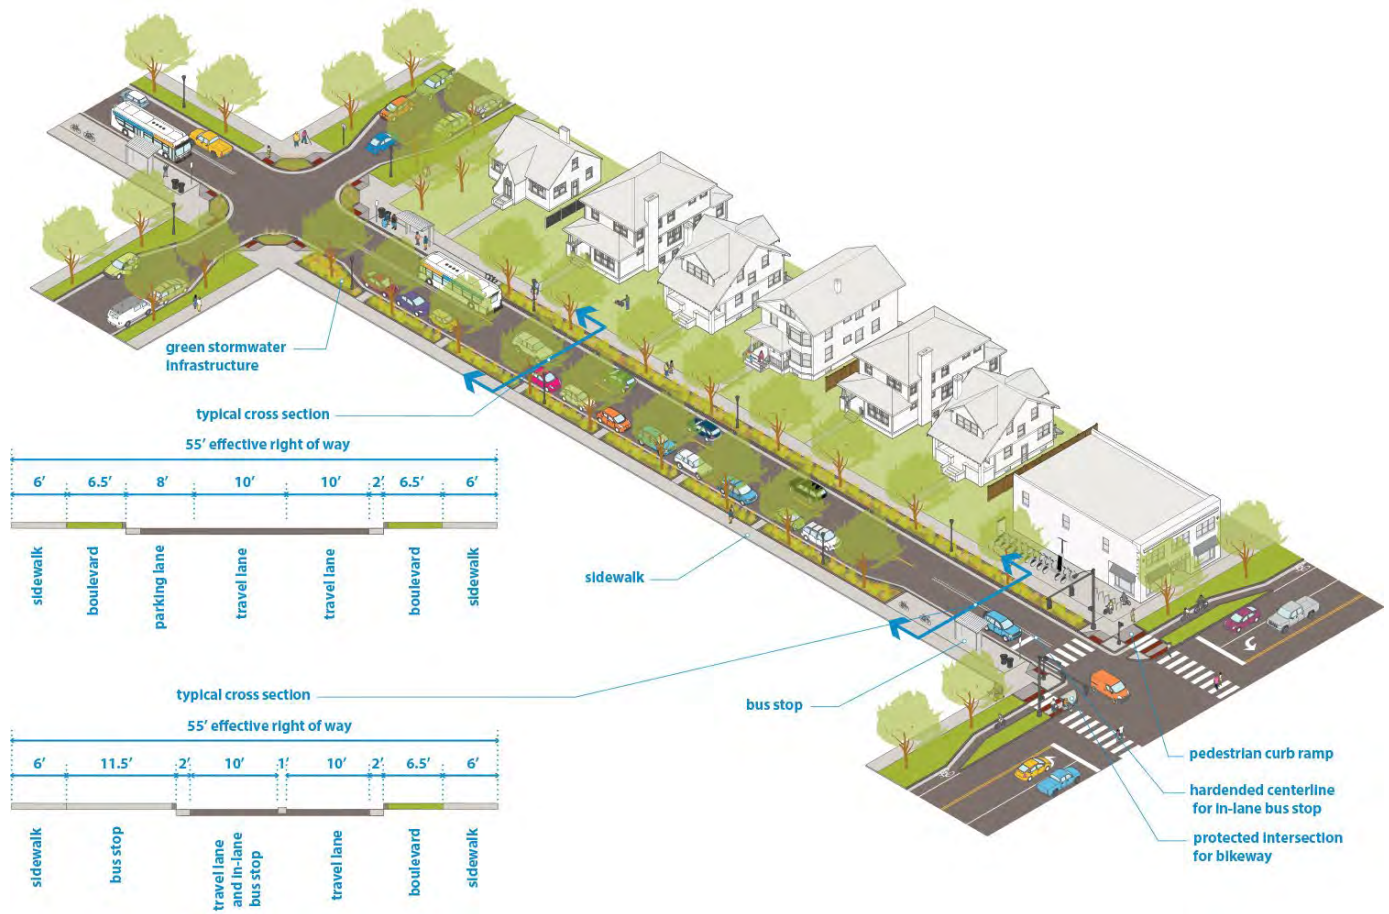 green stormwater
infrastructure
typical cross section
55’ effective right of way
6’ 6.5’ 8’ 10’ 10’ 2’ 6.5’ 6’
sidewalk
boulevard
parking lane
travel lane
travel lane
boulevard
sidewalk
sidewalk
typical cross section
55’ effective right of way
6’ 11.5’ 2’ 10’ 1’ 10’ 2’ 6.5’ 6’
sidewalk
bus stop
travel lane
and in-lane
bus stop
travel lane
boulevard
sidewalk
bus stop
pedestrian curb ramp
hardended centerline
for in-lane bus stop
protected intersection
for bikeway